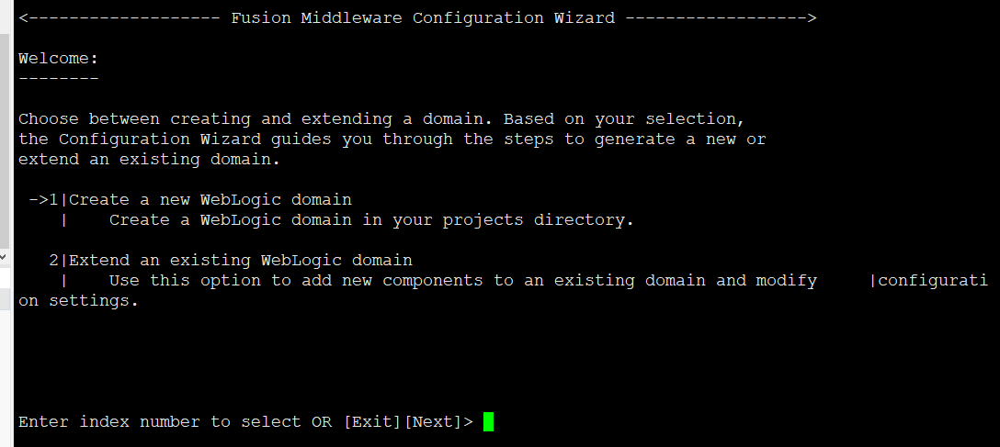 <------------------- Fusion Middleware Configuration Wizard ------------------>
Welcome:
--------
Choose between creating and extending a domain. Based on your selection,
the Configuration Wizard guides you through the steps to generate a new or
extend an existing domain.
->1|Create a new WebLogic domain
|    Create a WebLogic domain in your projects directory.
2|Extend an existing WebLogic domain
|    Use this option to add new components to an existing domain and modify     |configurati
on settings.
Enter index number to select OR [Exit][Next]>